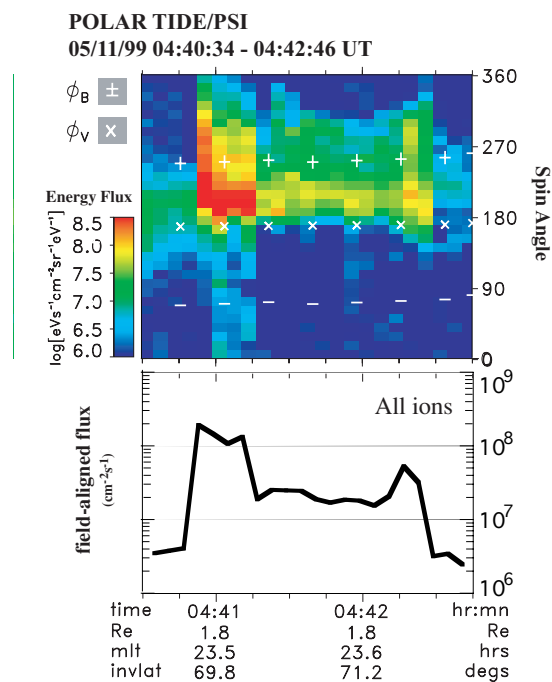 POLAR TIDE/PSI
05/11/99 04:40:34 - 04:42:46 UT
ϕB ±
ϕV ×
Energy Flux
log[eVs⁻¹cm⁻²sr⁻¹eV⁻¹]
8.5
8.0
7.5
7.0
6.5
6.0
360
270
180
90
0
Spin Angle
All ions
field-aligned flux
(cm⁻²s⁻¹)
10⁹
10⁸
10⁷
10⁶
time 04:41 04:42 hr:mn
Re 1.8 1.8 Re
mlt 23.5 23.6 hrs
invlat 69.8 71.2 degs